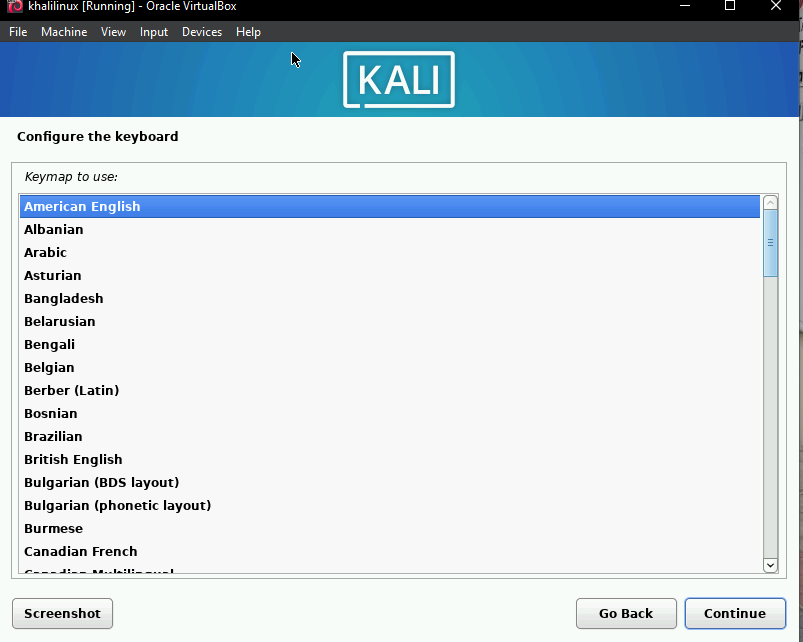 khalilinux [Running] - Oracle VirtualBox
File Machine View Input Devices Help
KALI
Configure the keyboard
Keymap to use:
American English
Albanian
Arabic
Asturian
Bangladesh
Belarusian
Bengali
Belgian
Berber (Latin)
Bosnian
Brazilian
British English
Bulgarian (BDS layout)
Bulgarian (phonetic layout)
Burmese
Canadian French
Canadian Multilingual
Screenshot Go Back Continue